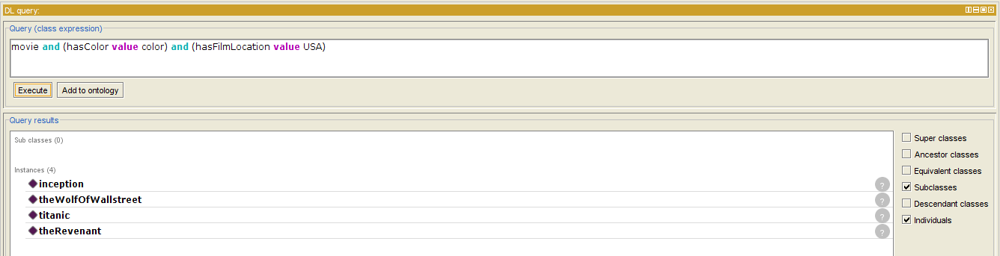 DL query:
Query (class expression)
movie and (hasColor value color) and (hasFilmLocation value USA)
Execute Add to ontology
Query results
Sub classes (0)
Instances (4)
inception ?
theWolfOfWallstreet ?
titanic ?
theRevenant ?
Super classes
Ancestor classes
Equivalent classes
Subclasses
Descendant classes
Individuals